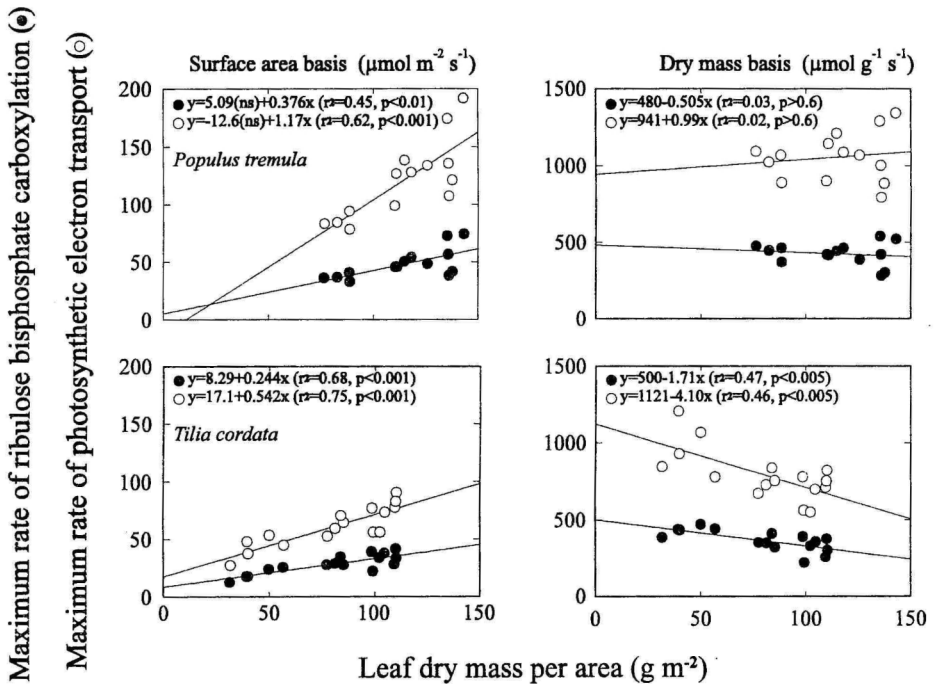 Maximum rate of ribulose bisphosphate carboxylation (●)
Maximum rate of photosynthetic electron transport (○)
Surface area basis (μmol m⁻² s⁻¹)
Dry mass basis (μmol g⁻¹ s⁻¹)
200
150
100
50
0
●y=5.09(ns)+0.376x (r²=0.45, p<0.01)
○y=-12.6(ns)+1.17x (r²=0.62, p<0.001)
Populus tremula
1500
1000
500
0
●y=480-0.505x (r²=0.03, p>0.6)
○y=941+0.99x (r²=0.02, p>0.6)
200
150
100
50
0
●y=8.29+0.244x (r²=0.68, p<0.001)
○y=17.1+0.542x (r²=0.75, p<0.001)
Tilia cordata
0 50 100 150
1500
1000
500
0
●y=500-1.71x (r²=0.47, p<0.005)
○y=1121-4.10x (r²=0.46, p<0.005)
0 50 100 150
Leaf dry mass per area (g m⁻²)